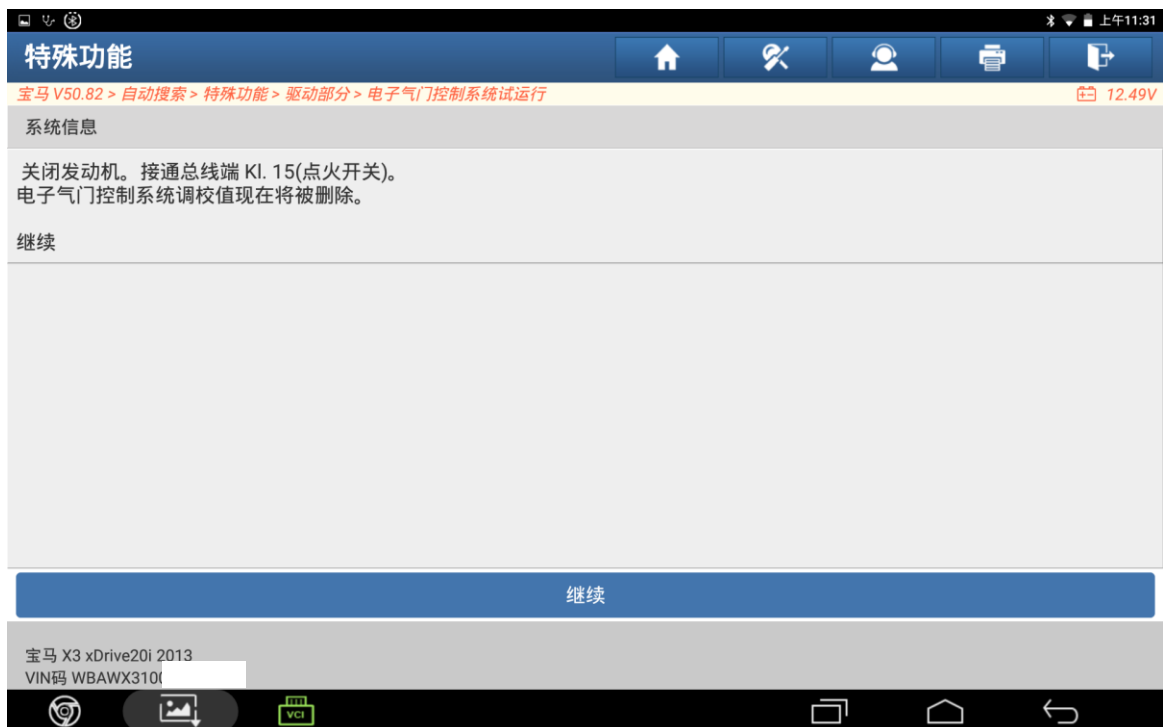 上午11:31
特殊功能
宝马 V50.82 > 自动搜索 > 特殊功能 > 驱动部分 > 电子气门控制系统试运行
12.49V
系统信息
关闭发动机。接通总线端 Kl. 15(点火开关)。
电子气门控制系统调校值现在将被删除。
继续
继续
宝马 X3 xDrive20i 2013
VIN码 WBAWX310
VCI